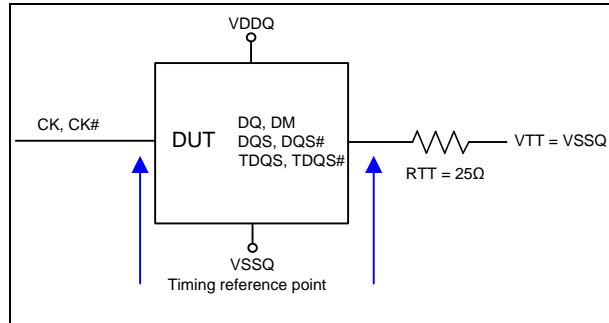 VDDQ
CK, CK#
DUT
DQ, DM
DQS, DQS#
TDQS, TDQS#
VTT = VSSQ
RTT = 25Ω
VSSQ
Timing reference point